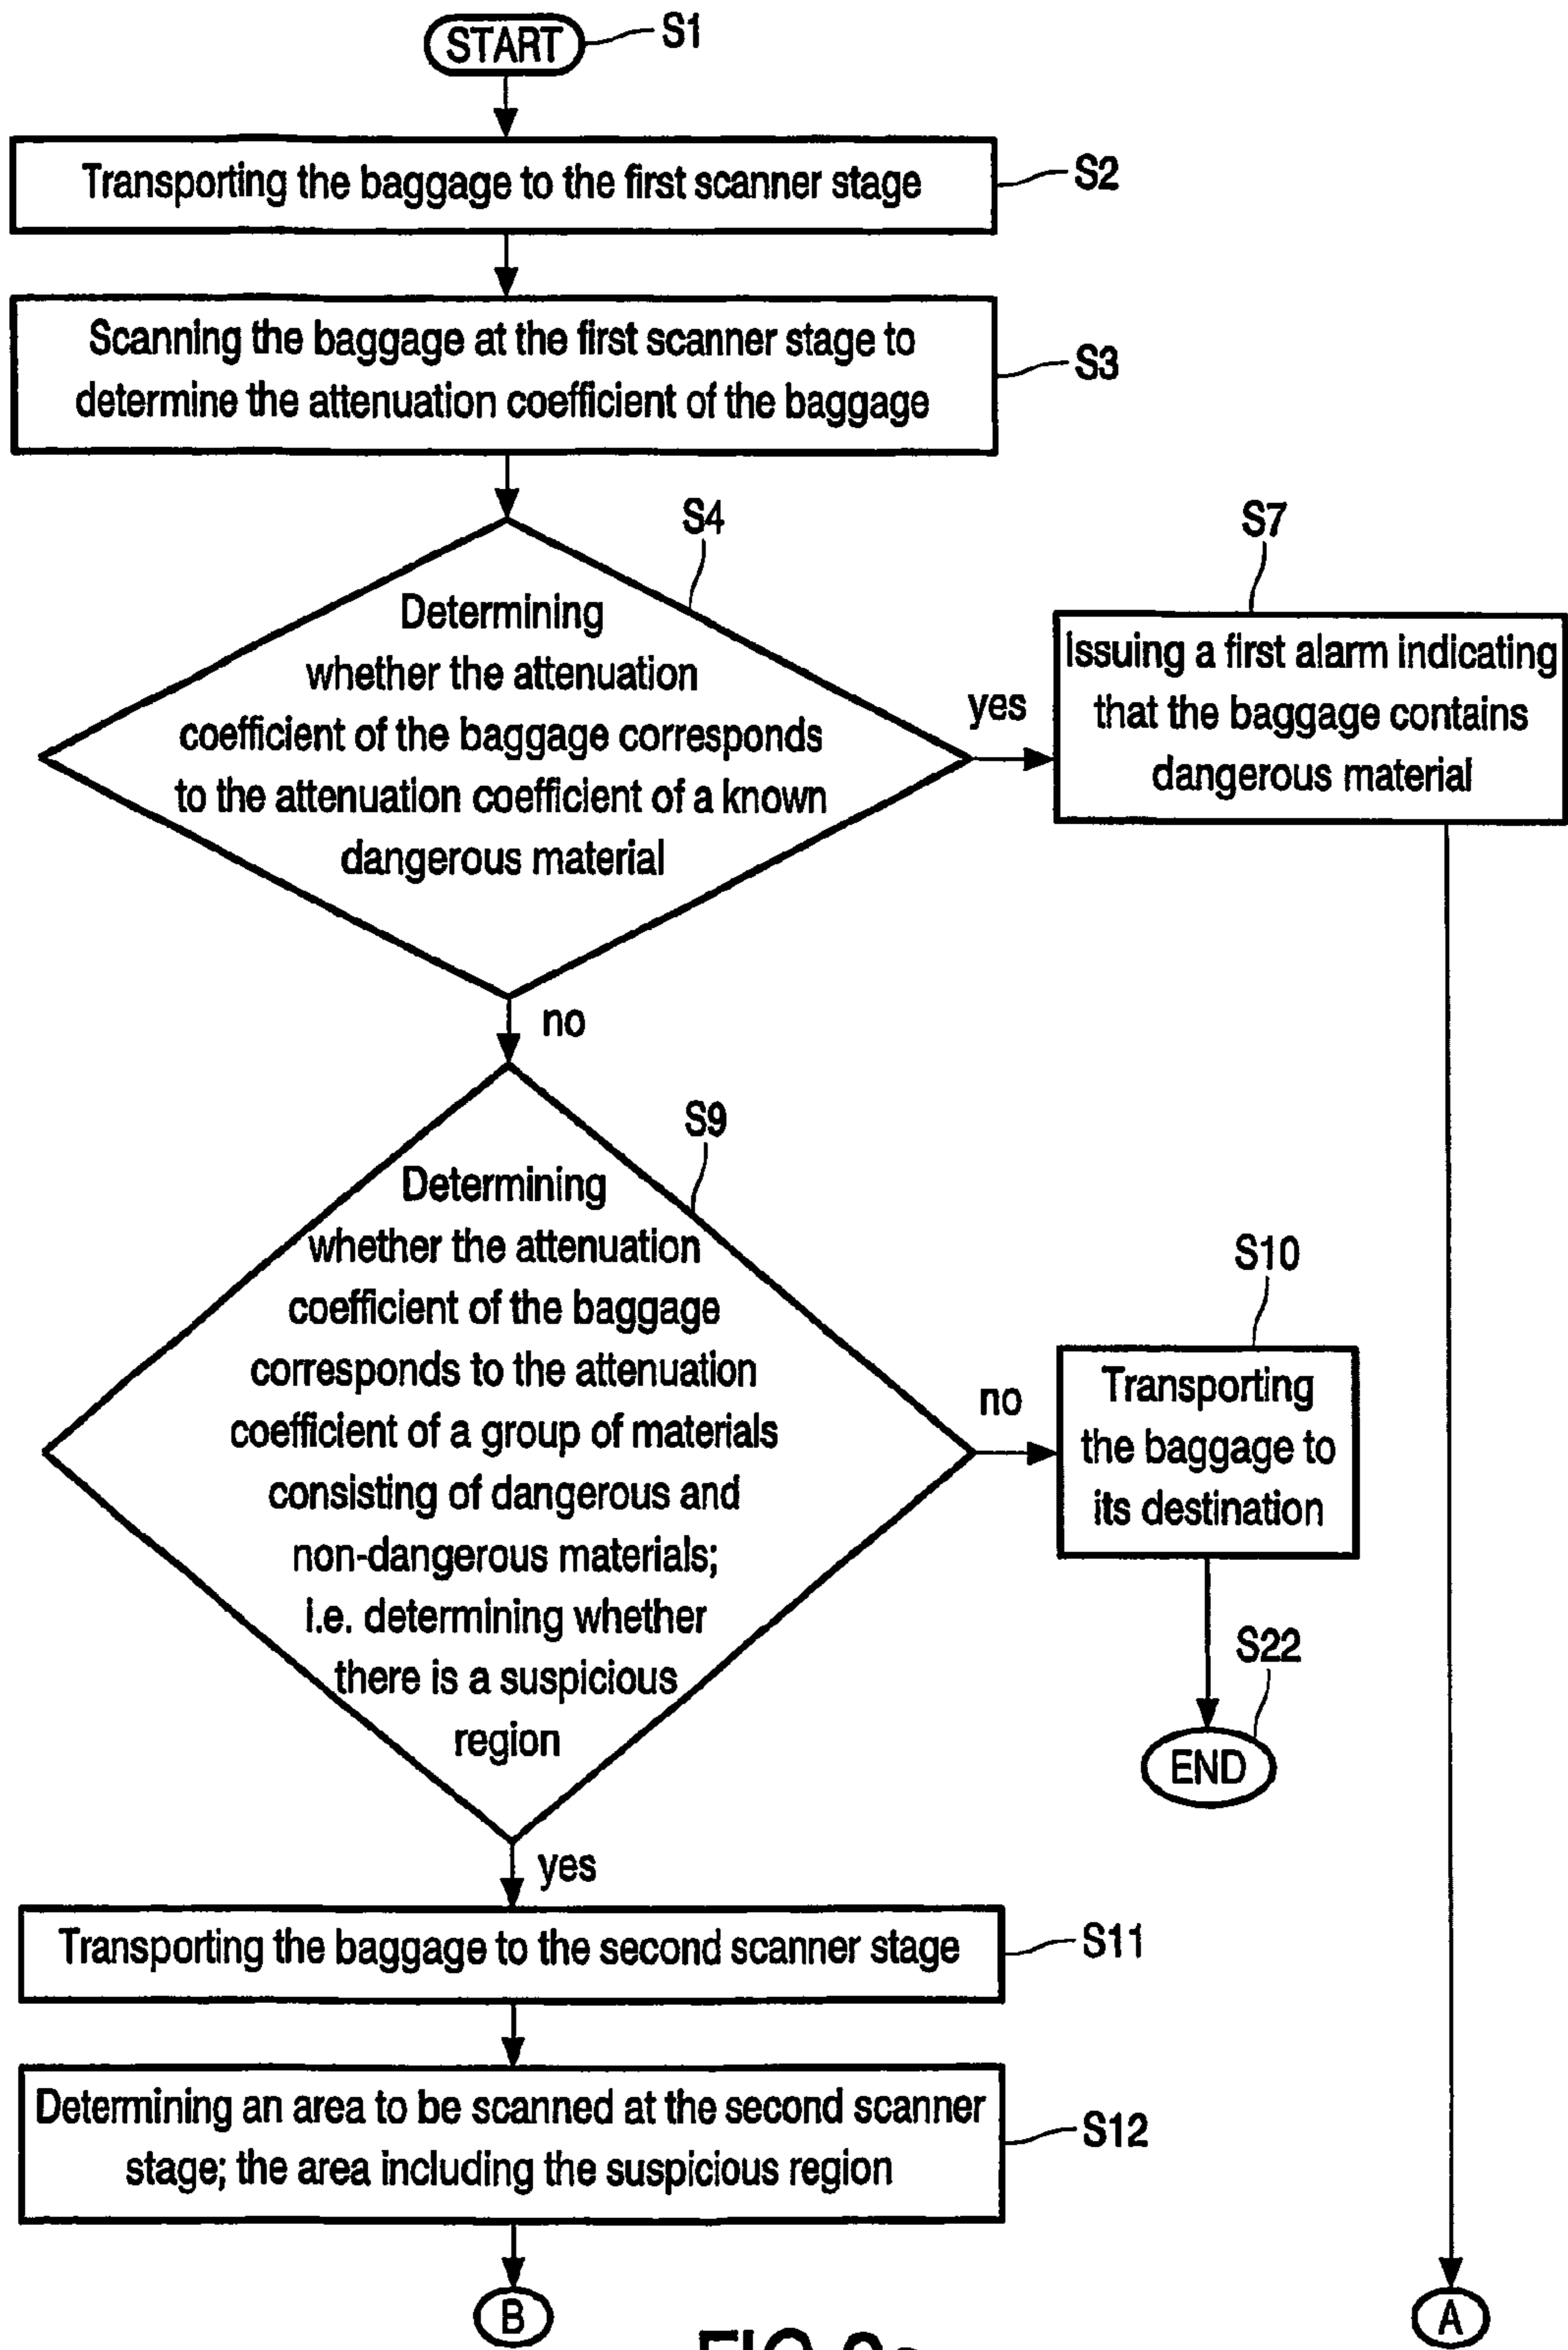 START
S1
Transporting the baggage to the first scanner stage
S2
Scanning the baggage at the first scanner stage to
determine the attenuation coefficient of the baggage
S3
S4
Determining
whether the attenuation
coefficient of the baggage corresponds
to the attenuation coefficient of a known
dangerous material
yes
S7
Issuing a first alarm indicating
that the baggage contains
dangerous material
no
S9
Determining
whether the attenuation
coefficient of the baggage
corresponds to the attenuation
coefficient of a group of materials
consisting of dangerous and
non-dangerous materials;
i.e. determining whether
there is a suspicious
region
no
S10
Transporting
the baggage to
its destination
S22
END
yes
Transporting the baggage to the second scanner stage
S11
Determining an area to be scanned at the second scanner
stage; the area including the suspicious region
S12
B
A